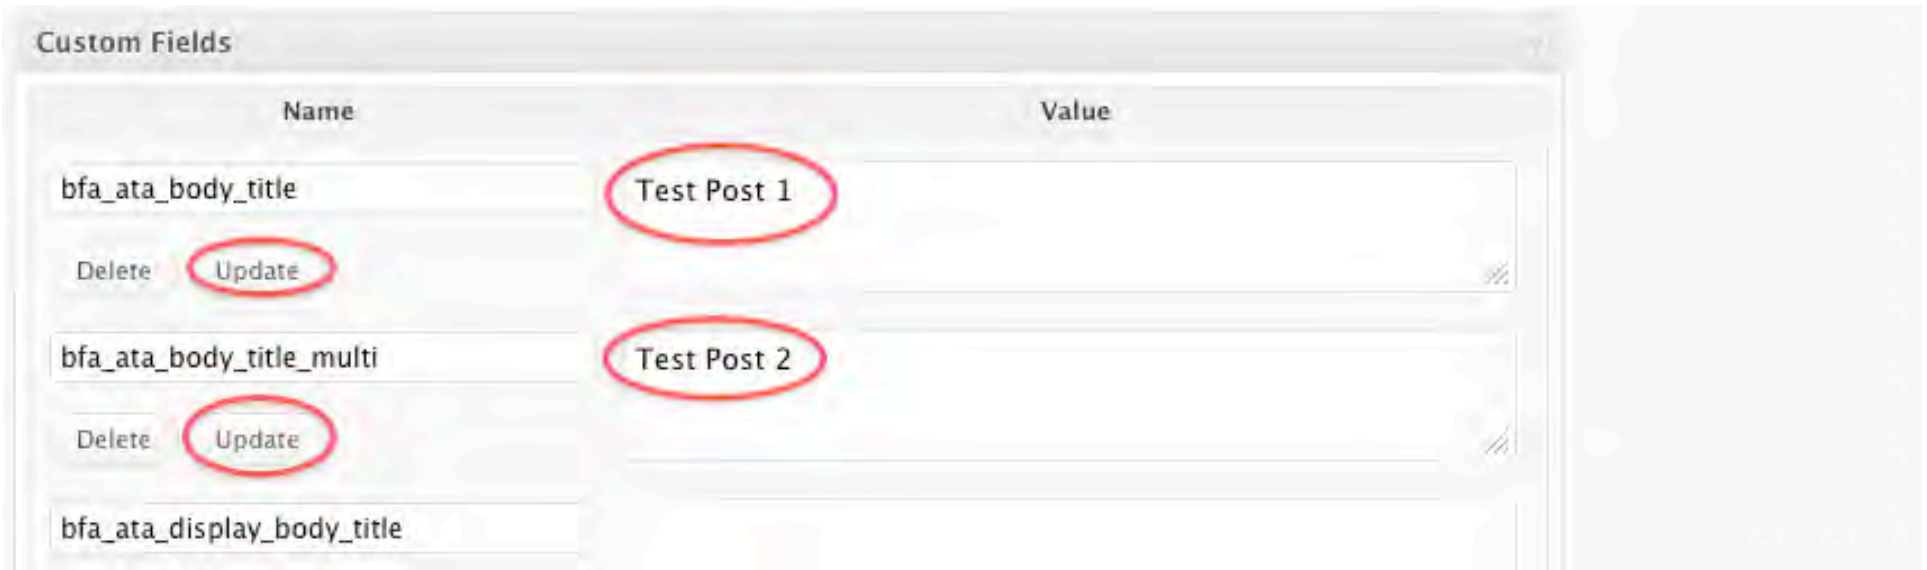 Custom Fields
Name Value
bfa_ata_body_title Test Post 1
Delete Update
bfa_ata_body_title_multi Test Post 2
Delete Update
bfa_ata_display_body_title